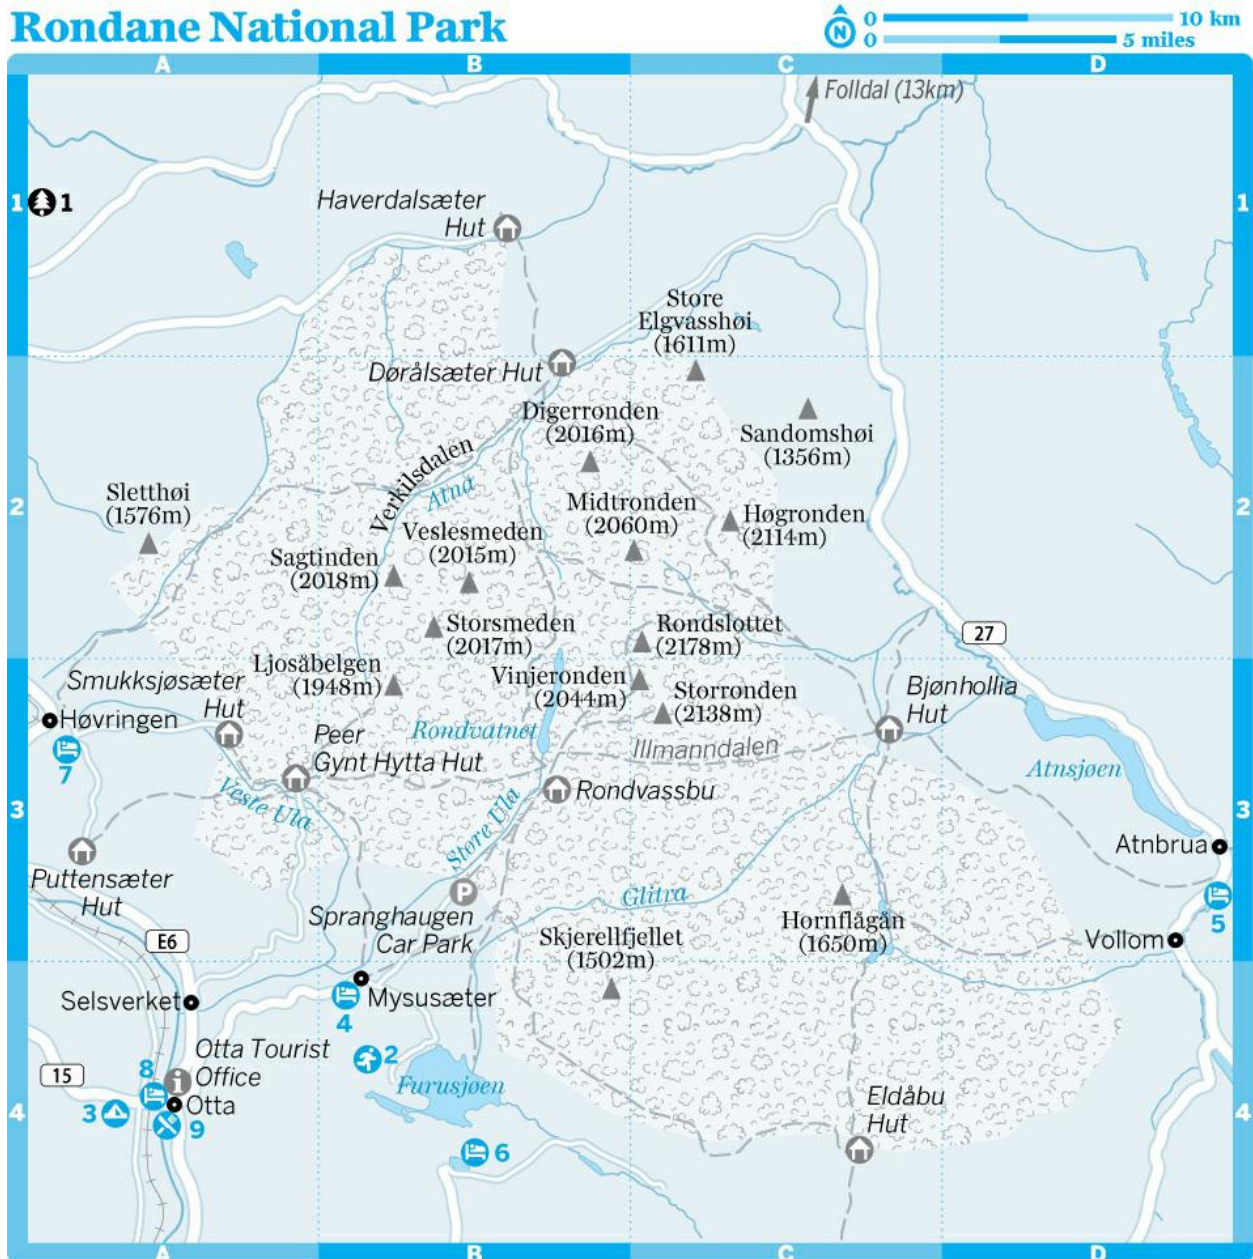 Rondane National Park
N
0 10 km
0 5 miles
A B C D
Folldal (13km)
1 1
1
Haverdalsæter
Hut
Store
Elgvasshøi
(1611m)
Dørålsæter Hut
Digerronden
(2016m)
Sandomshøi
(1356m)
Verkilsdalen
Atna
Sletthøi
(1576m)
2 2
Midtronden
(2060m)
Høgronden
(2114m)
Veslesmeden
(2015m)
Sagtinden
(2018m)
Storsmeden
(2017m)
Rondslottet
(2178m)
27
Ljosåbelgen
(1948m)
Vinjeronden
(2044m)
Storronden
(2138m)
Smukksjøsæter
Hut
Bjønhollia
Hut
Høvringen
7
Peer
Gynt Hytta Hut
Rondvatnet
Illmanndalen
Atnsjøen
Veste Ula
Store Ula
Rondvassbu
3 3
Atnbrua
Puttensæter
Hut
P
Spranghaugen
Car Park
Glitra
Hornflågån
(1650m)
5
E6
Skjerellfjellet
(1502m)
Vollom
Selsverket
Mysusæter
4
2
Otta Tourist
Office
i
15
8
Otta
3
9
Furusjøen
Eldåbu
Hut
4 4
6
A B C D